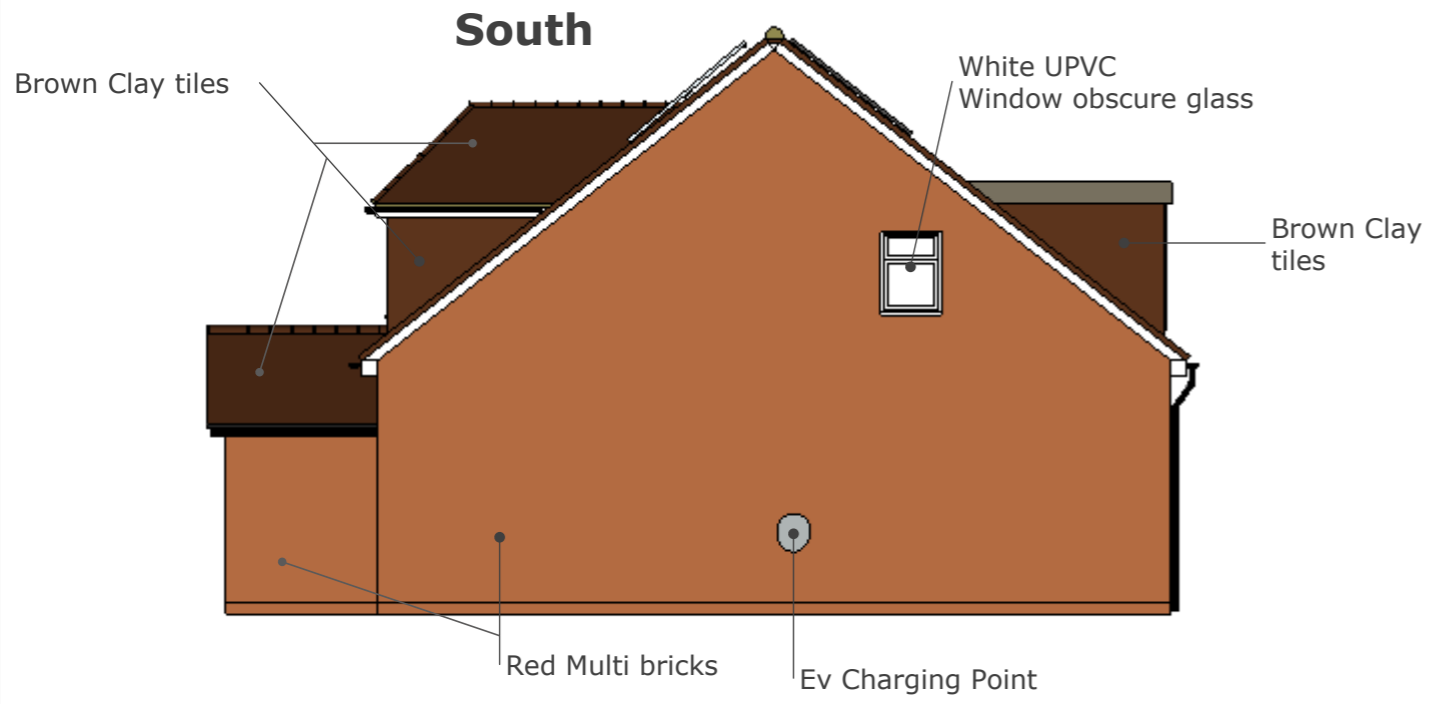 South
Brown Clay tiles
White UPVC
Window obscure glass
Brown Clay
tiles
Red Multi bricks
Ev Charging Point